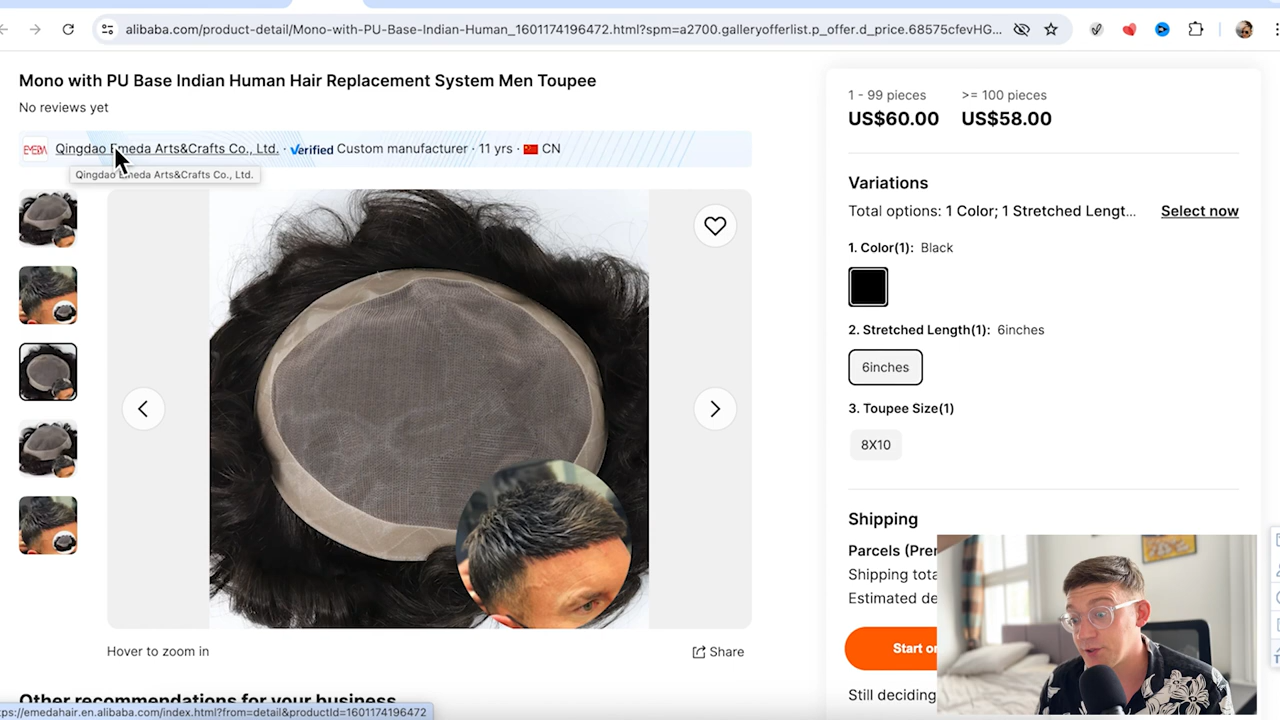 alibaba.com/product-detail/Mono-with-PU-Base-Indian-Human_1601174196472.html?spm=a2700.galleryofferlist.p_offer.d_price.68575cfevHG...
Mono with PU Base Indian Human Hair Replacement System Men Toupee
No reviews yet
EMEDA Qingdao Emeda Arts&Crafts Co., Ltd. · Verified Custom manufacturer · 11 yrs · CN
Qingdao Emeda Arts&Crafts Co., Ltd.
Hover to zoom in
Share
Other recommendations for your business
https://emedahair.en.alibaba.com/index.html?from=detail&productId=1601174196472
1 - 99 pieces >= 100 pieces
US$60.00 US$58.00
Variations
Total options: 1 Color; 1 Stretched Lengt... Select now
1. Color(1): Black
2. Stretched Length(1): 6inches
6inches
3. Toupee Size(1)
8X10
Shipping
Parcels (Prem
Shipping tota
Estimated de
Start or
Still deciding